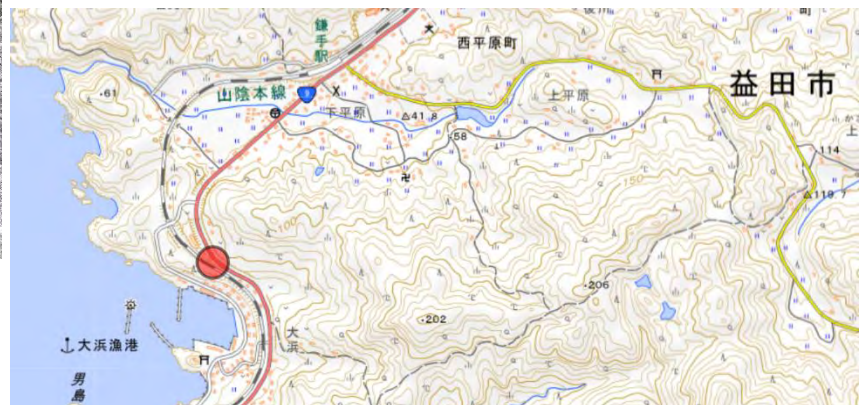 鎌手駅
西平原町
益田市
山陰本線
9
下平原
上平原
・61
△41.8
・58
・114
△119.7
150
100
・206
・202
大浜
大浜漁港
男島